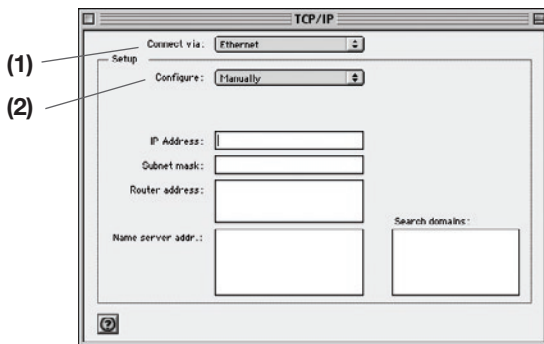 TCP/IP
(1)
Connect via: Ethernet
Setup
(2)
Configure: Manually
IP Address:
Subnet mask:
Router address:
Search domains:
Name server addr.: